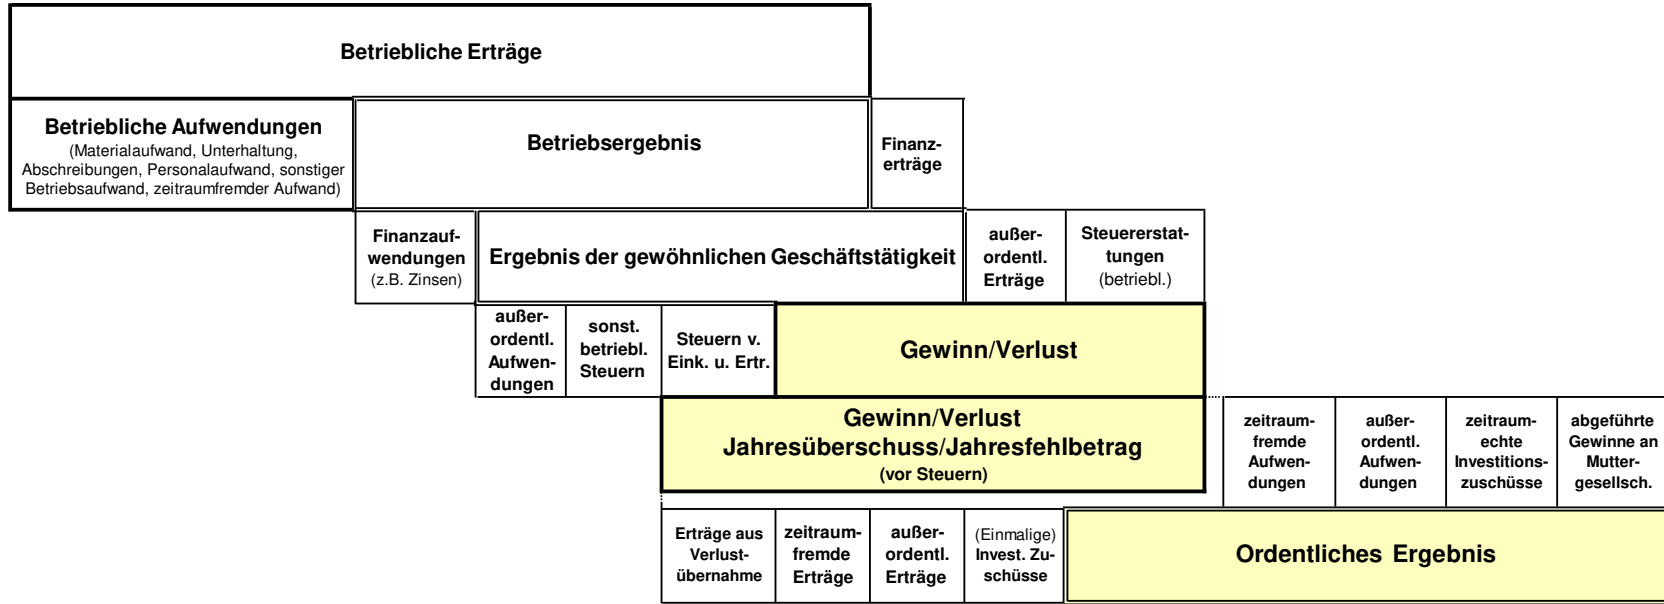 Betriebliche Erträge
Betriebliche Aufwendungen
(Materialaufwand, Unterhaltung,
Abschreibungen, Personalaufwand, sonstiger
Betriebsaufwand, zeitraumfremder Aufwand)
Betriebsergebnis
Finanz-
erträge
Finanzauf-
wendungen
(z.B. Zinsen)
Ergebnis der gewöhnlichen Geschäftstätigkeit
außer-
ordentl.
Erträge
Steuererstat-
tungen
(betriebl.)
außer-
ordentl.
Aufwen-
dungen
sonst.
betriebl.
Steuern
Steuern v.
Eink. u. Ertr.
Gewinn/Verlust
Gewinn/Verlust
Jahresüberschuss/Jahresfehlbetrag
(vor Steuern)
zeitraum-
fremde
Aufwen-
dungen
außer-
ordentl.
Aufwen-
dungen
zeitraum-
echte
Investitions-
zuschüsse
abgeführte
Gewinne an
Mutter-
gesellsch.
Erträge aus
Verlust-
übernahme
zeitraum-
fremde
Erträge
außer-
ordentl.
Erträge
(Einmalige)
Invest. Zu-
schüsse
Ordentliches Ergebnis